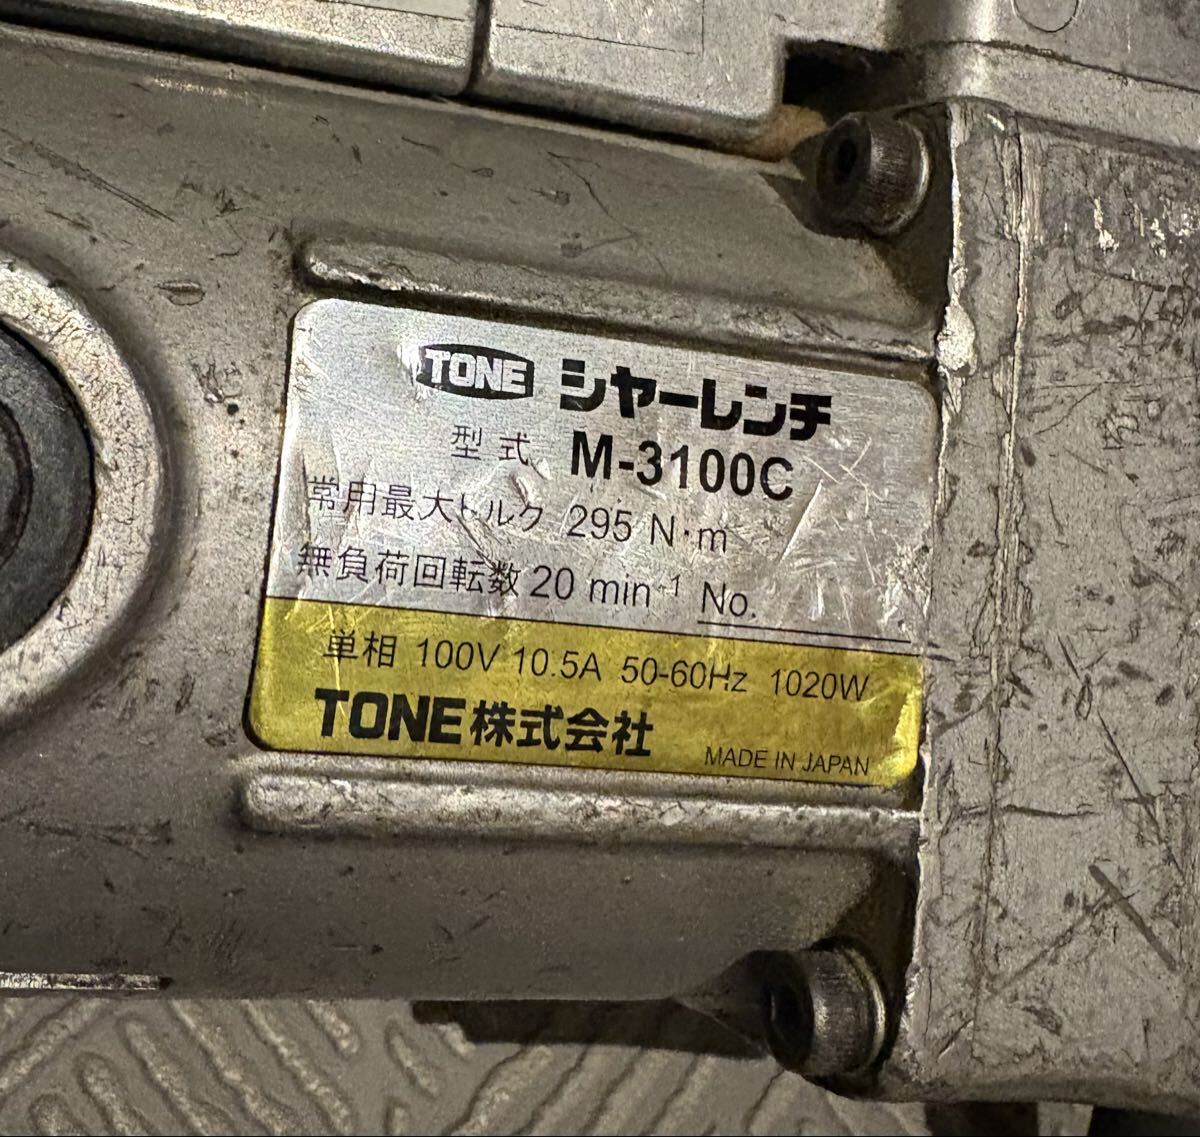 TONE シャーレンチ
型式 M-3100C
常用最大トルク 295 N・m
無負荷回転数 20 min⁻¹ No.
単相 100V 10.5A 50-60Hz 1020W
TONE株式会社 MADE IN JAPAN